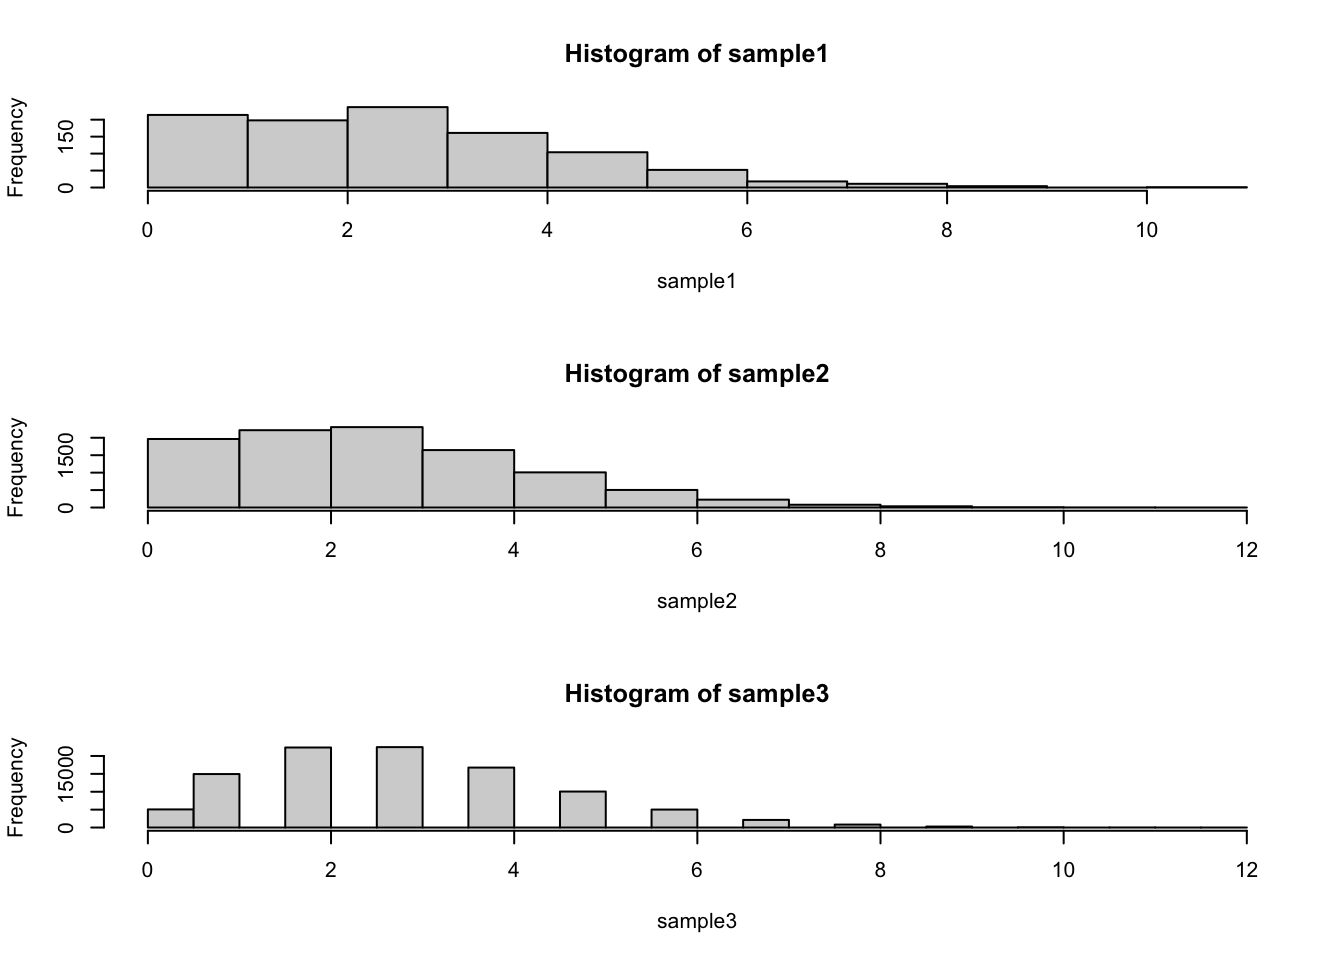 Histogram of sample1
Frequency
150
0
0 2 4 6 8 10
sample1
Histogram of sample2
Frequency
1500
0
0 2 4 6 8 10 12
sample2
Histogram of sample3
Frequency
15000
0
0 2 4 6 8 10 12
sample3